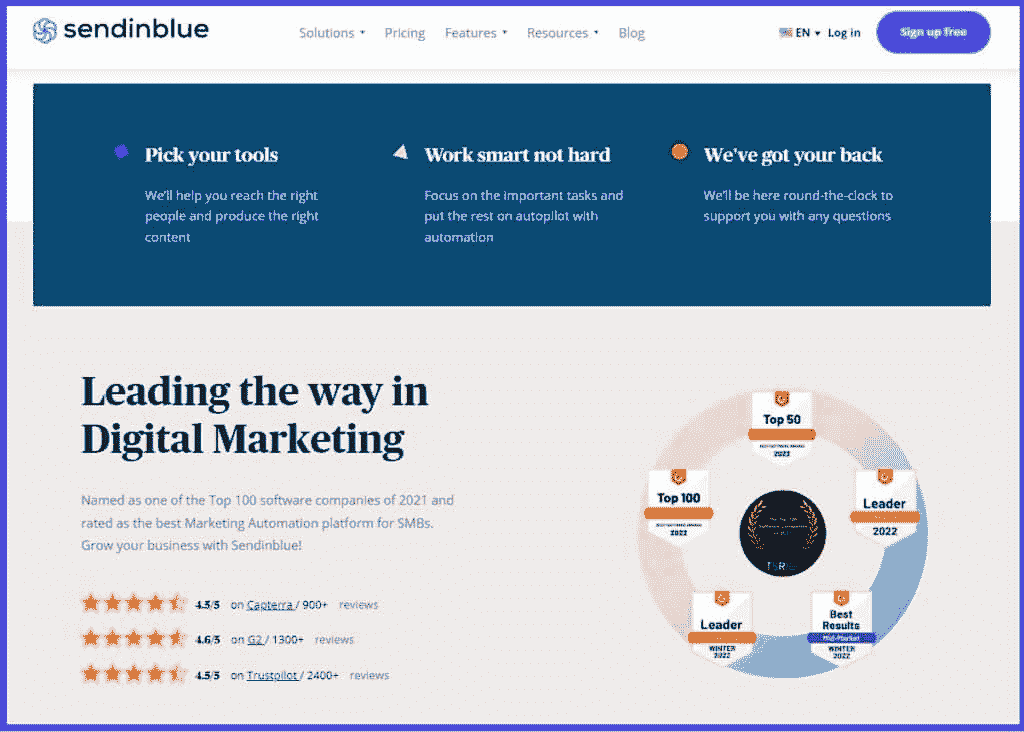 sendinblue
Solutions Pricing Features Resources Blog
EN Log in Sign up free
Pick your tools
We'll help you reach the right
people and produce the right
content
Work smart not hard
Focus on the important tasks and
put the rest on autopilot with
automation
We've got your back
We'll be here round-the-clock to
support you with any questions
Leading the way in
Digital Marketing
Named as one of the Top 100 software companies of 2021 and
rated as the best Marketing Automation platform for SMBs.
Grow your business with Sendinblue!
4.5/5 on Capterra / 900+ reviews
4.6/5 on G2 / 1300+ reviews
4.5/5 on Trustpilot / 2400+ reviews
Top 50
2022
Top 100
2022
Leader
2022
Leader
WINTER
2022
Best
Results
Mid-Market
WINTER
2022